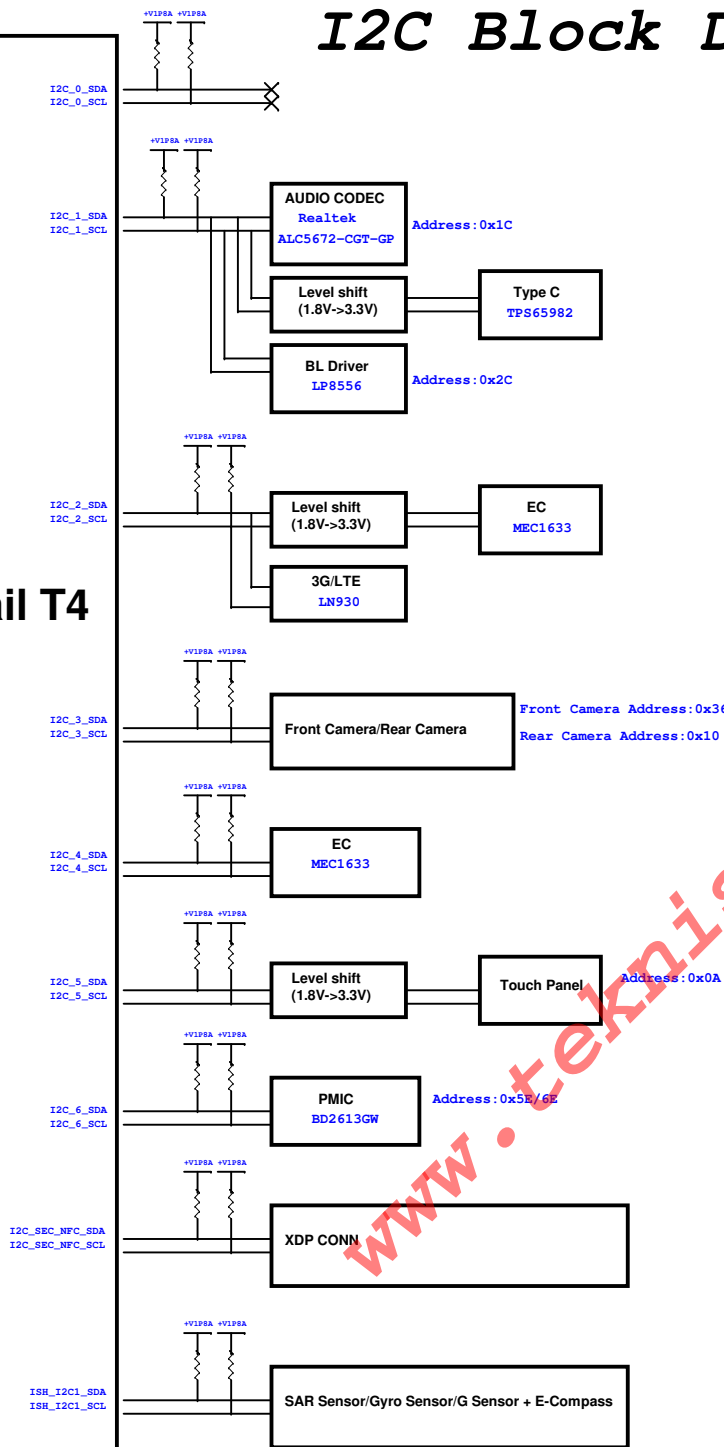 I2C Block D
+V1P8A +V1P8A
I2C_0_SDA
I2C_0_SCL
+V1P8A +V1P8A
I2C_1_SDA
I2C_1_SCL
AUDIO CODEC
Realtek
ALC5672-CGT-GP
Address:0x1C
Level shift
(1.8V->3.3V)
Type C
TPS65982
BL Driver
LP8556
Address:0x2C
+V1P8A +V1P8A
I2C_2_SDA
I2C_2_SCL
Level shift
(1.8V->3.3V)
EC
MEC1633
3G/LTE
LN930
ail T4
+V1P8A +V1P8A
I2C_3_SDA
I2C_3_SCL
Front Camera/Rear Camera
Front Camera Address:0x36
Rear Camera Address:0x10
+V1P8A +V1P8A
I2C_4_SDA
I2C_4_SCL
EC
MEC1633
+V1P8A +V1P8A
I2C_5_SDA
I2C_5_SCL
Level shift
(1.8V->3.3V)
Touch Panel
Address:0x0A
+V1P8A +V1P8A
I2C_6_SDA
I2C_6_SCL
PMIC
BD2613GW
Address:0x5E/6E
+V1P8A +V1P8A
I2C_SEC_NFC_SDA
I2C_SEC_NFC_SCL
XDP CONN
+V1P8A +V1P8A
ISH_I2C1_SDA
ISH_I2C1_SCL
SAR Sensor/Gyro Sensor/G Sensor + E-Compass
www.teknis